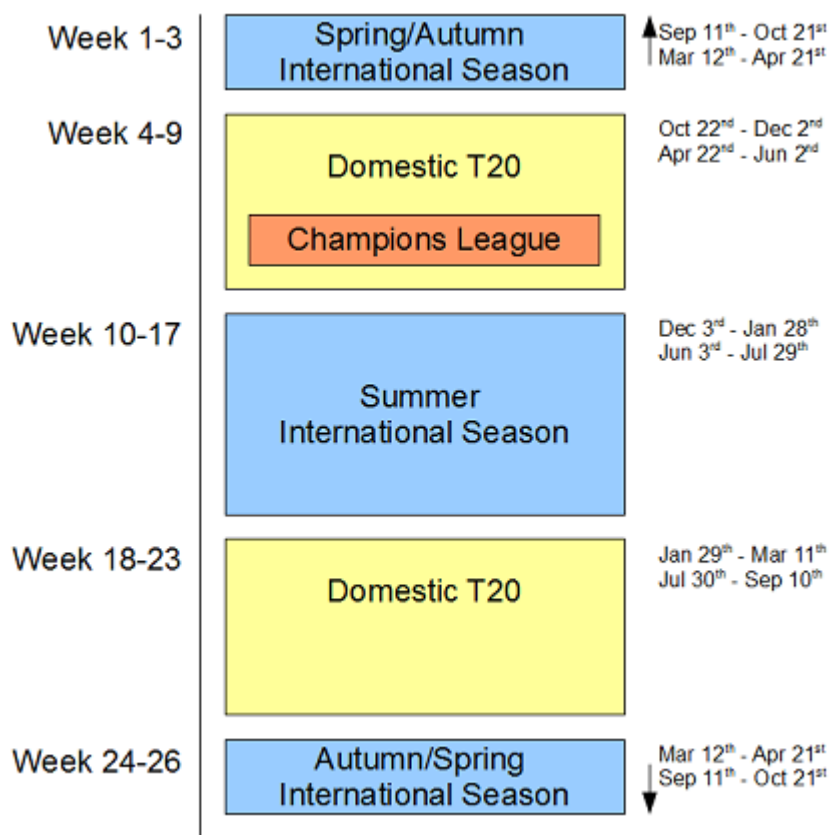 Week 1-3
Spring/Autumn
International Season
Sep 11th - Oct 21st
Mar 12th - Apr 21st
Week 4-9
Domestic T20
Champions League
Oct 22nd - Dec 2nd
Apr 22nd - Jun 2nd
Week 10-17
Summer
International Season
Dec 3rd - Jan 28th
Jun 3rd - Jul 29th
Week 18-23
Domestic T20
Jan 29th - Mar 11th
Jul 30th - Sep 10th
Week 24-26
Autumn/Spring
International Season
Mar 12th - Apr 21st
Sep 11th - Oct 21st